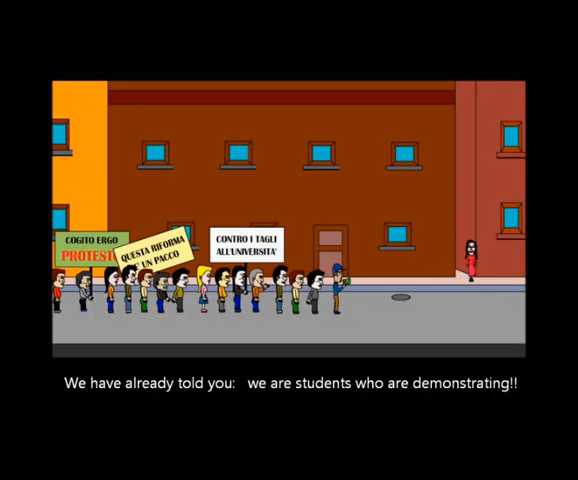 COGITO ERGO
PROTEST
QUESTA RIFORMA
E' UN PACCO
CONTRO I TAGLI
ALL'UNIVERSITA'
We have already told you: we are students who are demonstrating!!